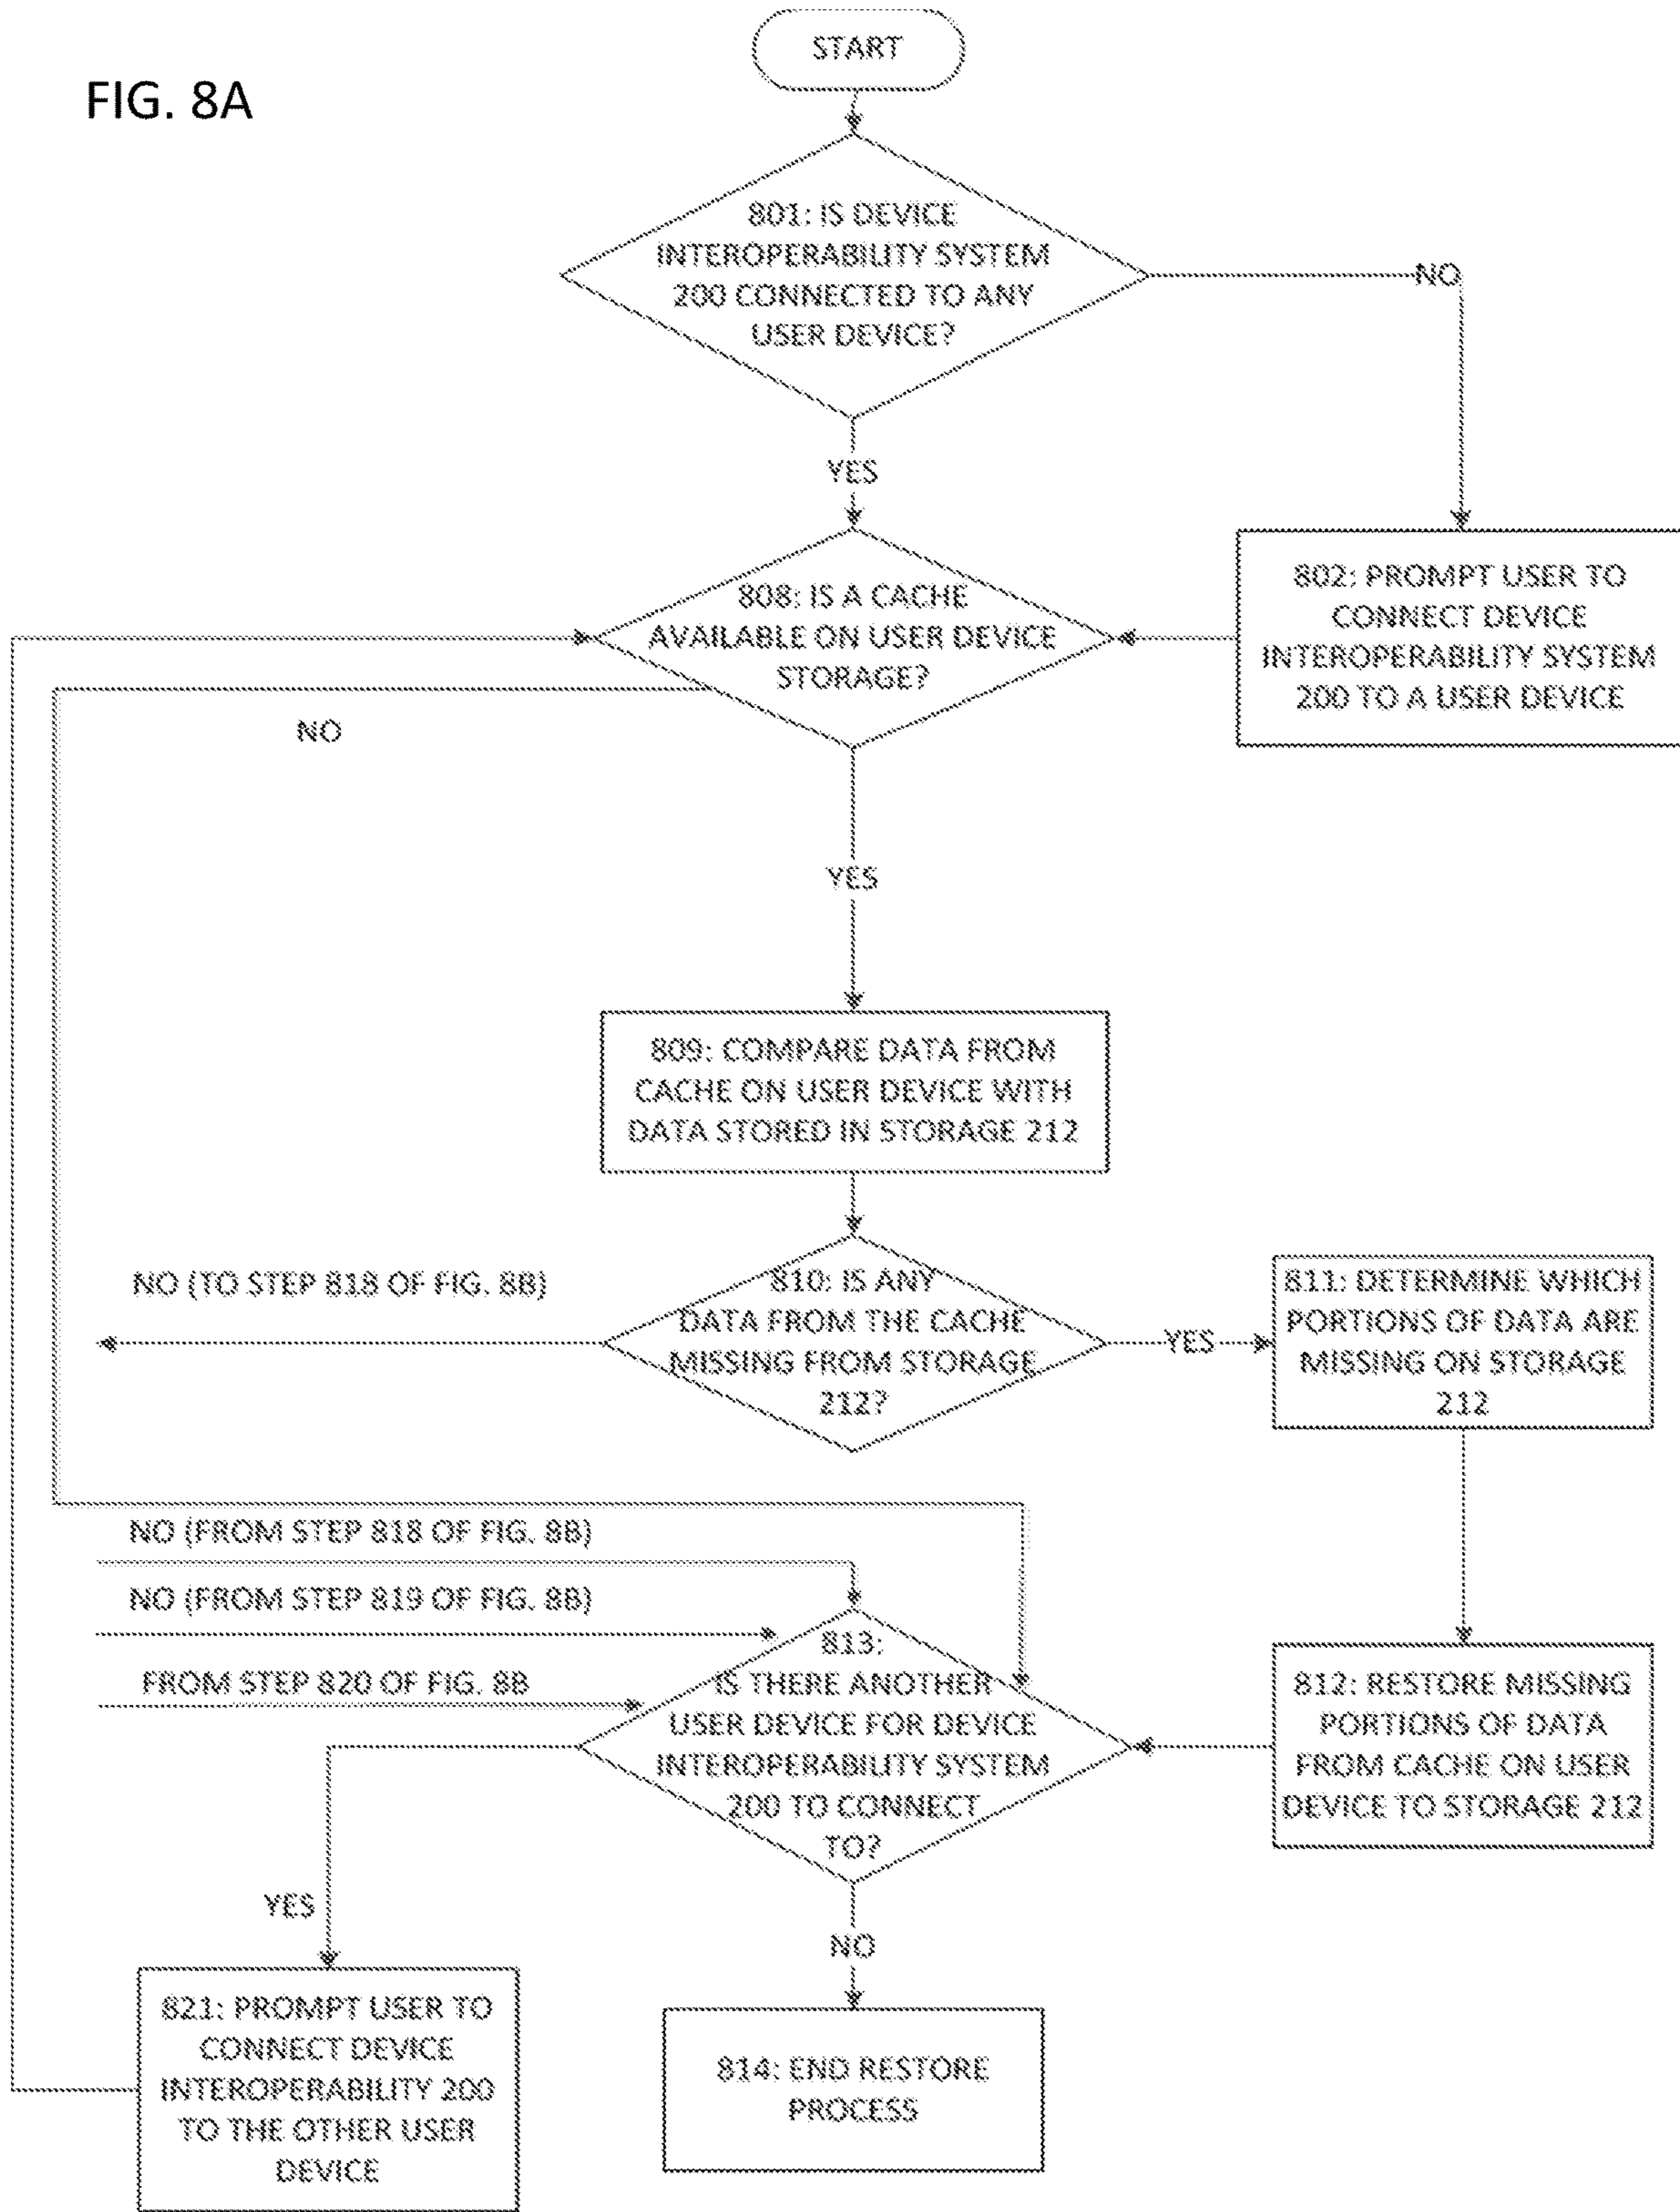 START
FIG. 8A
801: IS DEVICE
INTEROPERABILITY SYSTEM
200 CONNECTED TO ANY
USER DEVICE?
NO
YES
808: IS A CACHE
AVAILABLE ON USER DEVICE
STORAGE?
802: PROMPT USER TO
CONNECT DEVICE
INTEROPERABILITY SYSTEM
200 TO A USER DEVICE
NO
YES
809: COMPARE DATA FROM
CACHE ON USER DEVICE WITH
DATA STORED IN STORAGE 212
NO (TO STEP 818 OF FIG. 8B)
810: IS ANY
DATA FROM THE CACHE
MISSING FROM STORAGE
212?
YES
811: DETERMINE WHICH
PORTIONS OF DATA ARE
MISSING ON STORAGE
212
NO (FROM STEP 818 OF FIG. 8B)
NO (FROM STEP 819 OF FIG. 8B)
FROM STEP 820 OF FIG. 8B
813:
IS THERE ANOTHER
USER DEVICE FOR DEVICE
INTEROPERABILITY SYSTEM
200 TO CONNECT
TO?
812: RESTORE MISSING
PORTIONS OF DATA
FROM CACHE ON USER
DEVICE TO STORAGE 212
YES
NO
821: PROMPT USER TO
CONNECT DEVICE
INTEROPERABILITY 200
TO THE OTHER USER
DEVICE
814: END RESTORE
PROCESS